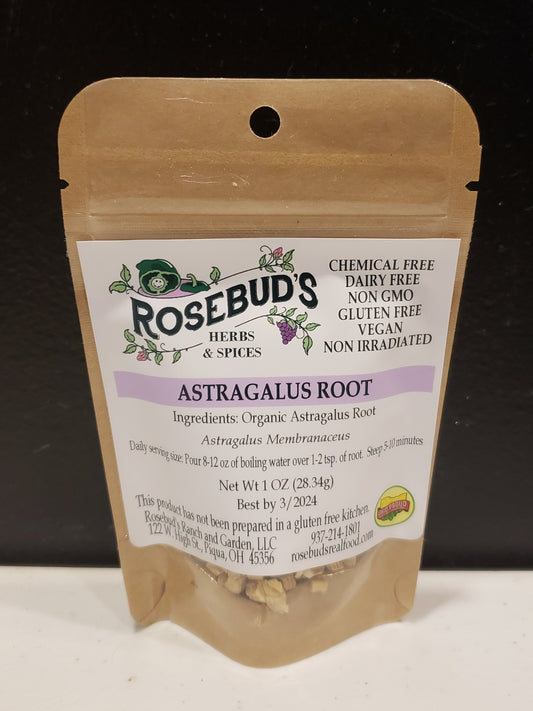 ROSEBUD'S
HERBS
& SPICES
CHEMICAL FREE
DAIRY FREE
NON GMO
GLUTEN FREE
VEGAN
NON IRRADIATED
ASTRAGALUS ROOT
Ingredients: Organic Astragalus Root
Astragalus Membranaceus
Daily serving size: Pour 8-12 oz of boiling water over 1-2 tsp. of root. Steep 5-10 minutes
Net Wt 1 OZ (28.34g)
Best by 3/2024
This product has not been prepared in a gluten free kitchen.
Rosebud's Ranch and Garden, LLC
122 W. High St, Piqua, OH 45356
937-214-1801
rosebudsrealfood.com